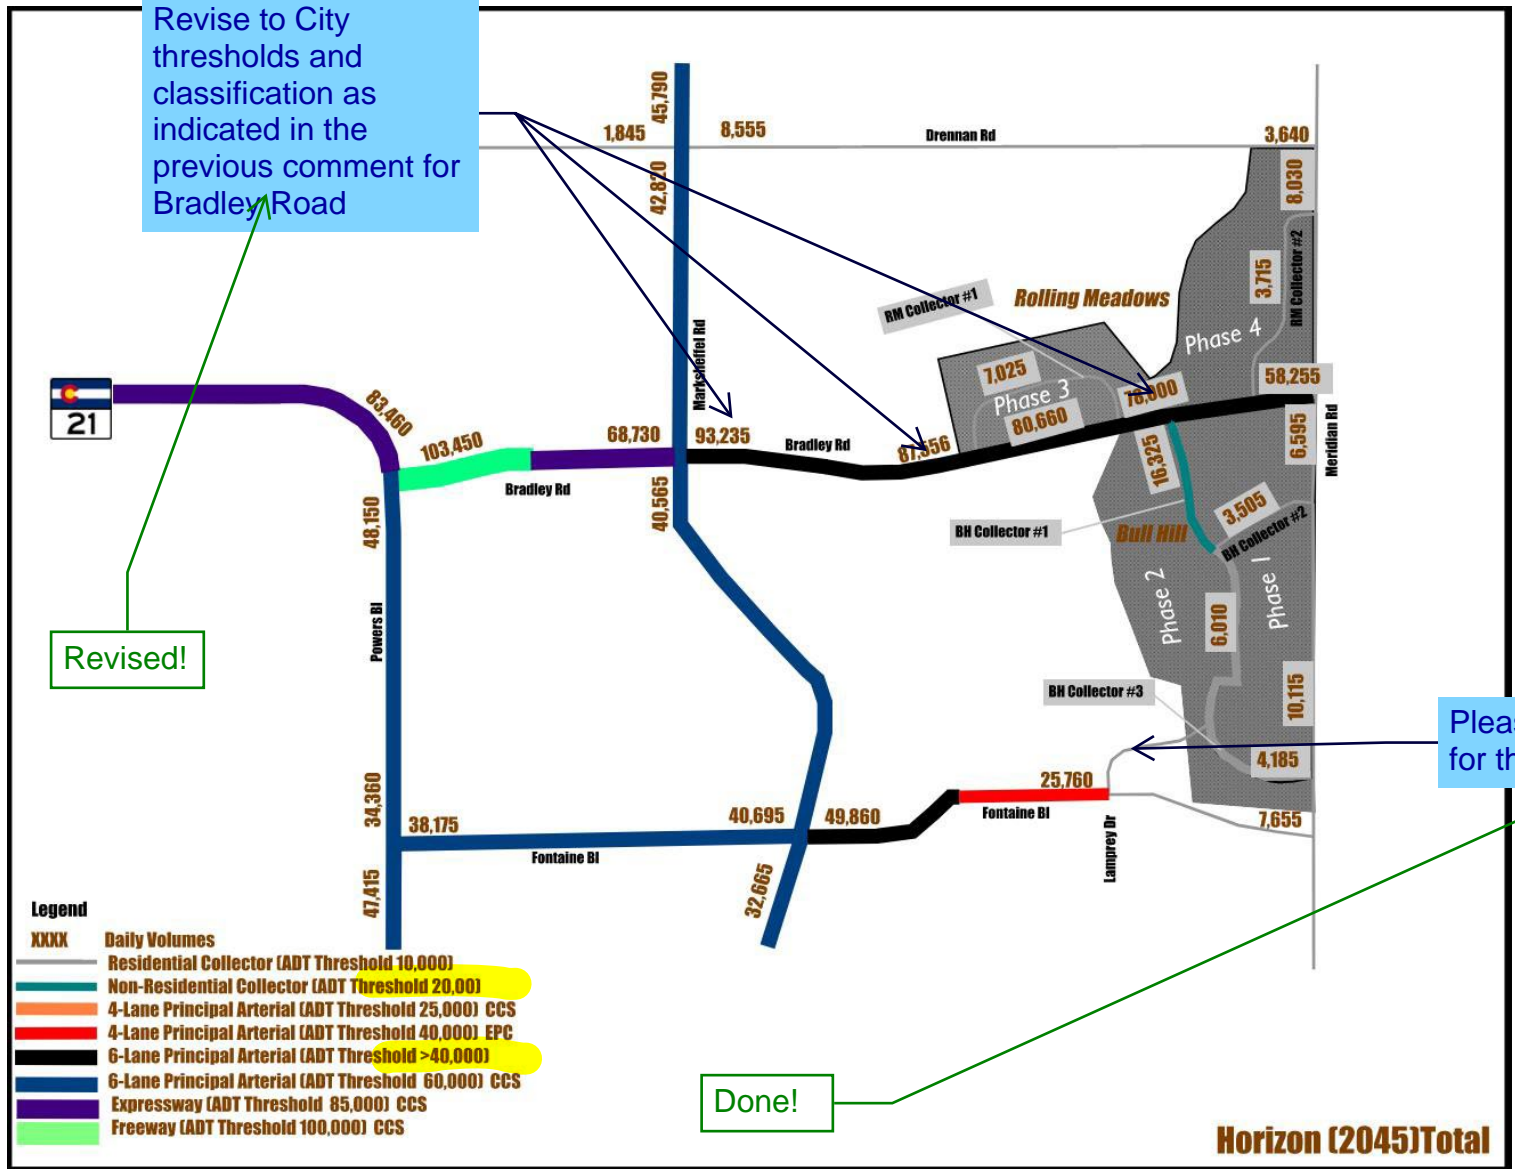 Revise to City
thresholds and
classification as
indicated in the
previous comment for
Bradley Road
45,790
1,845
8,555
Drennan Rd
3,640
42,820
8,030
RM Collector #2
3,715
RM Collector #1
Rolling Meadows
Marksheffel Rd
Phase 4
7,025
Phase 3
78,000
58,255
21
83,460
80,660
103,450
68,730
93,235
Bradley Rd
87,556
6,595
Meridian Rd
16,325
Bradley Rd
48,150
40,565
3,505
BH Collector #1
Bull Hill
BH Collector #2
Phase 2
Phase 1
Powers Bl
6,010
Revised!
BH Collector #3
10,115
Pleas
for th
4,185
25,760
34,360
38,175
40,695
49,860
Fontaine Bl
7,655
Lamprey Dr
Fontaine Bl
47,415
32,665
Legend
XXXX Daily Volumes
Residential Collector (ADT Threshold 10,000)
Non-Residential Collector (ADT Threshold 20,00)
4-Lane Principal Arterial (ADT Threshold 25,000) CCS
4-Lane Principal Arterial (ADT Threshold 40,000) EPC
6-Lane Principal Arterial (ADT Threshold >40,000)
6-Lane Principal Arterial (ADT Threshold 60,000) CCS
Expressway (ADT Threshold 85,000) CCS
Freeway (ADT Threshold 100,000) CCS
Done!
Horizon (2045)Total